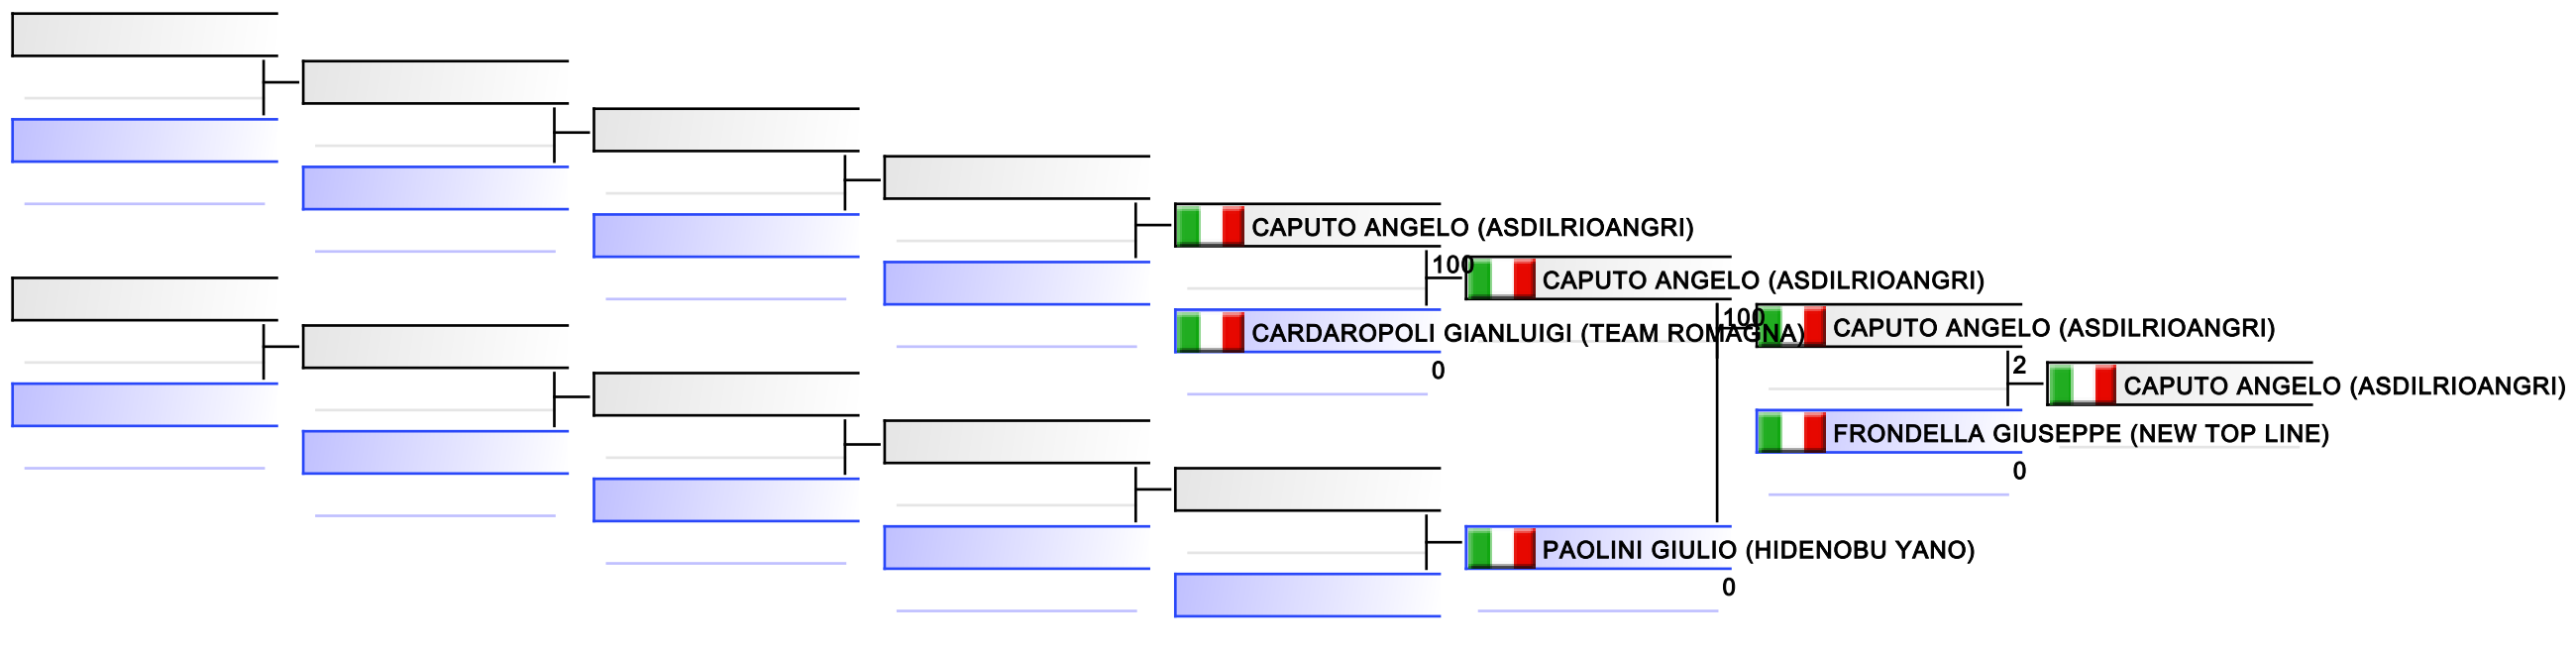 CAPUTO ANGELO (ASDILRIOANGRI)
100
CAPUTO ANGELO (ASDILRIOANGRI)
CARDAROPOLI GIANLUIGI (TEAM ROMAGNA)
0
100
CAPUTO ANGELO (ASDILRIOANGRI)
2
CAPUTO ANGELO (ASDILRIOANGRI)
FRONDELLA GIUSEPPE (NEW TOP LINE)
0
PAOLINI GIULIO (HIDENOBU YANO)
0